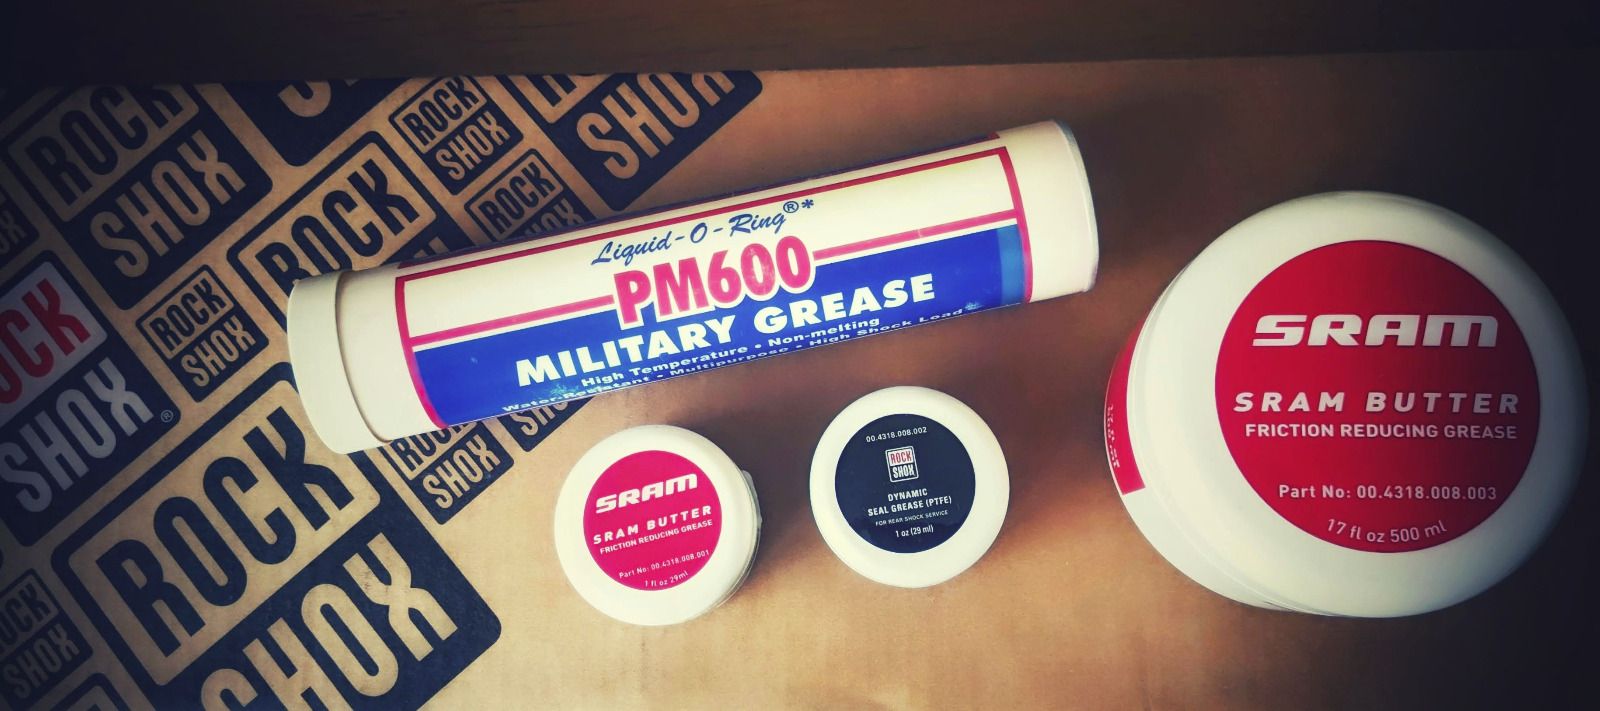 ROCK
SHOX
ROCK
SHOX
ROCK
SHOX
ROCK
SHOX
ROCK
SHOX
ROCK
SHOX
ROCK
SHOX
SHOX
SHOX ®
Liquid-O-Ring®*
PM600
MILITARY GREASE
High Temperature • Non-melting
Water-Resistant • Multipurpose • High Shock Load
SRAM
SRAM BUTTER
FRICTION REDUCING GREASE
Part No: 00.4318.008.001
1 fl oz 29ml
00.4318.008.002
ROCK
SHOX
DYNAMIC
SEAL GREASE (PTFE)
FOR REAR SHOCK SERVICE
1 oz (29 ml)
SRAM
SRAM BUTTER
FRICTION REDUCING GREASE
Part No: 00.4318.008.003
17 fl oz 500 ml